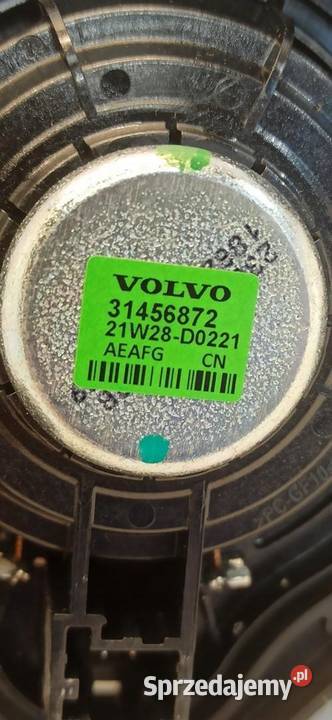 VOLVO
31456872
21W28-D0221
AEAFG CN
Sprzedajemy.pl